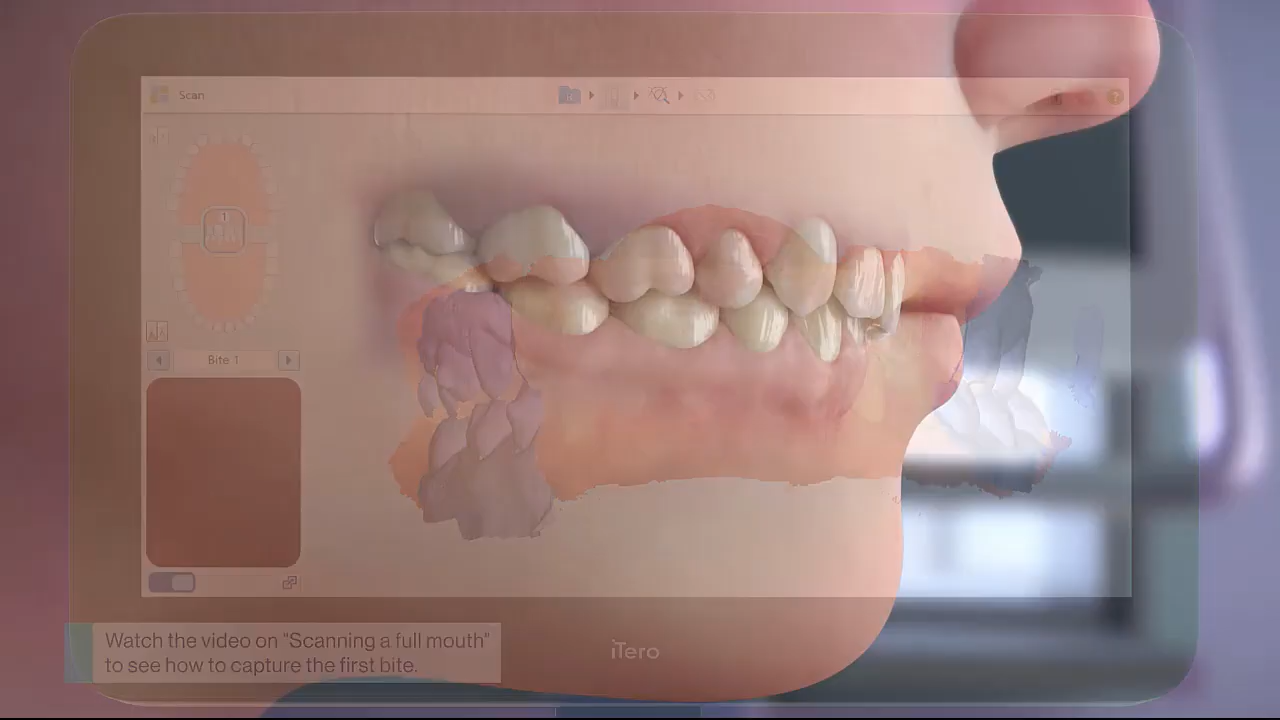 Scan
1
Bite 1
Watch the video on "Scanning a full mouth"
to see how to capture the first bite.
iTero